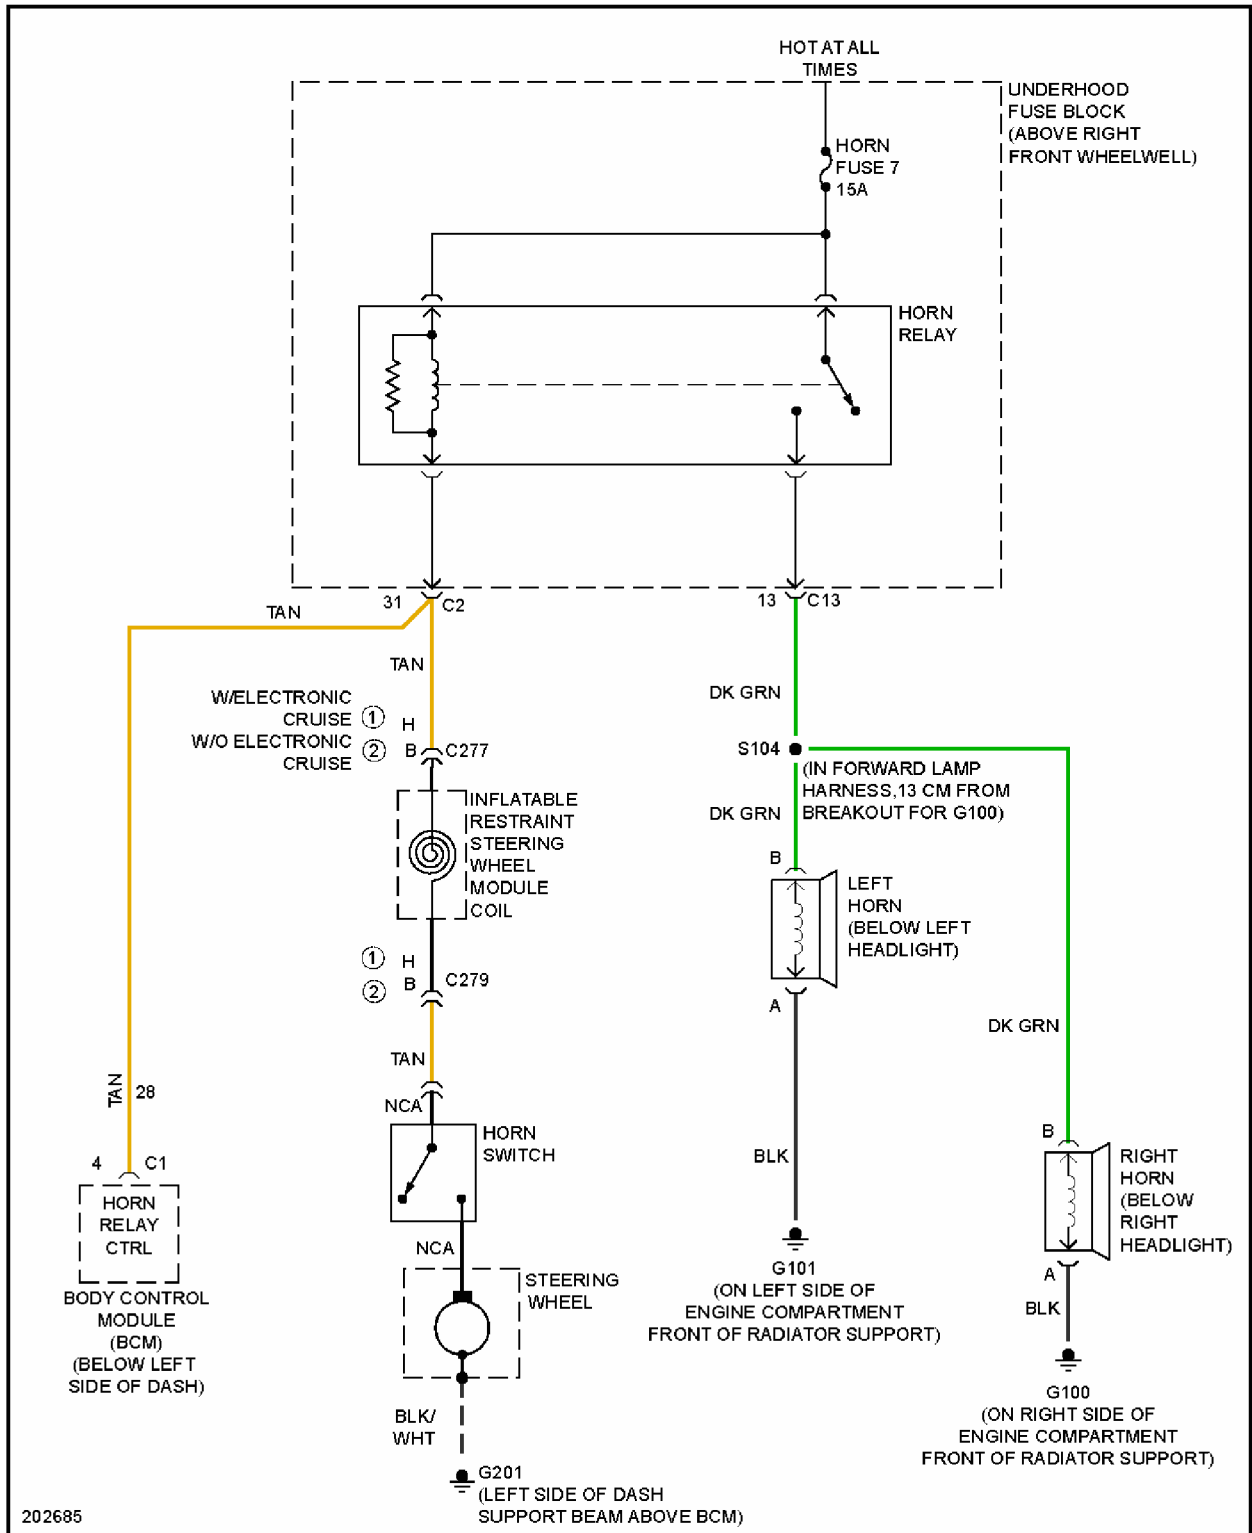 HOT AT ALL
TIMES
UNDERHOOD
FUSE BLOCK
(ABOVE RIGHT
FRONT WHEELWELL)
HORN
FUSE 7
15A
HORN
RELAY
31
C2
13
C13
TAN
TAN
W/ELECTRONIC
CRUISE
1
H
W/O ELECTRONIC
CRUISE
2
B
C277
DK GRN
S104
(IN FORWARD LAMP
HARNESS,13 CM FROM
BREAKOUT FOR G100)
DK GRN
INFLATABLE
RESTRAINT
STEERING
WHEEL
MODULE
COIL
B
LEFT
HORN
(BELOW LEFT
HEADLIGHT)
A
1
H
2
B
C279
DK GRN
TAN
TAN
28
NCA
HORN
SWITCH
4
C1
HORN
RELAY
CTRL
BODY CONTROL
MODULE
(BCM)
(BELOW LEFT
SIDE OF DASH)
BLK
B
RIGHT
HORN
(BELOW
RIGHT
HEADLIGHT)
A
BLK
NCA
STEERING
WHEEL
G101
(ON LEFT SIDE OF
ENGINE COMPARTMENT
FRONT OF RADIATOR SUPPORT)
G100
(ON RIGHT SIDE OF
ENGINE COMPARTMENT
FRONT OF RADIATOR SUPPORT)
BLK/
WHT
G201
(LEFT SIDE OF DASH
SUPPORT BEAM ABOVE BCM)
202685